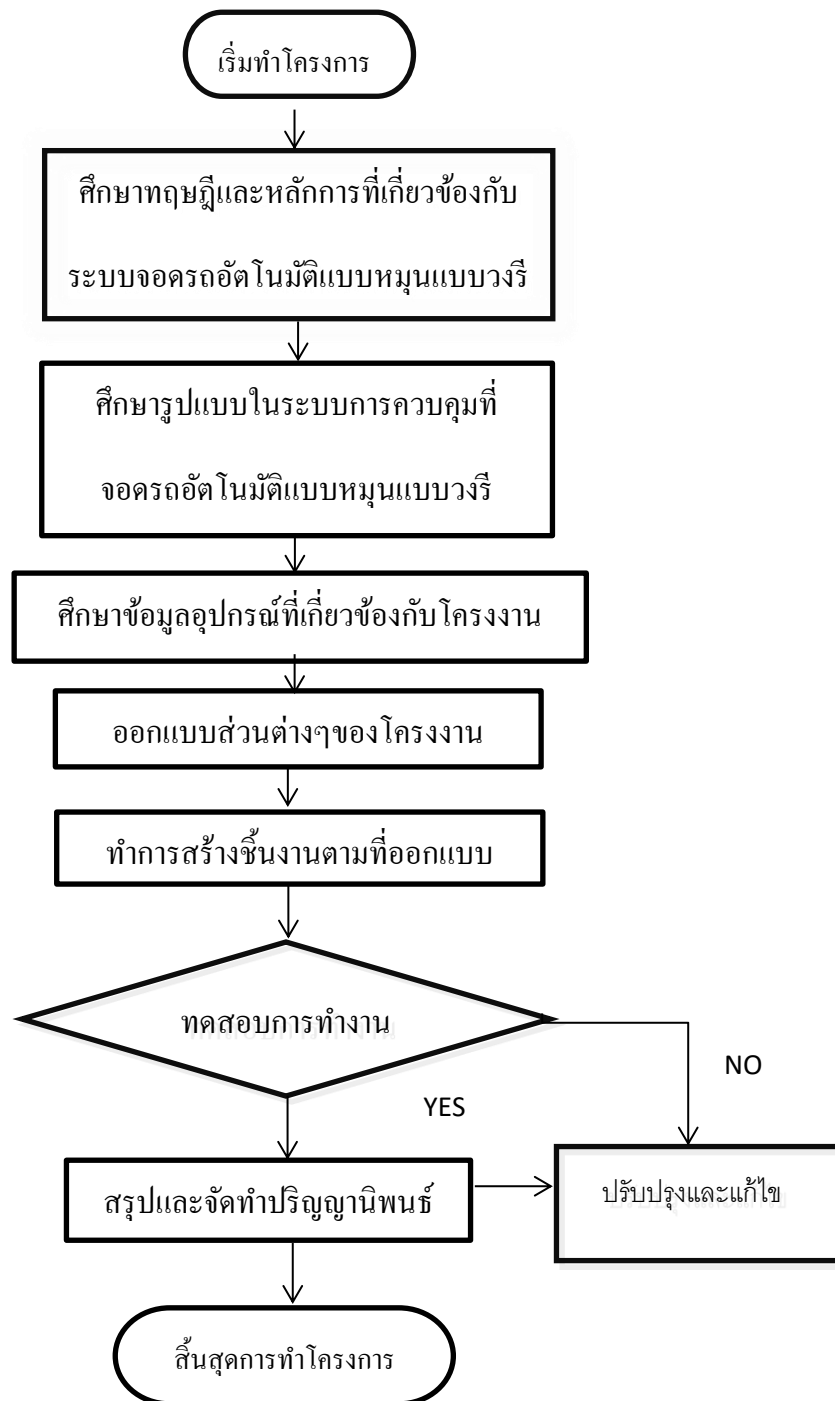 เริ่มทำโครงการ
ศึกษาทฤษฎีและหลักการที่เกี่ยวข้องกับ
ระบบจอดรถอัตโนมัติแบบหมุนแบบวงรี
ศึกษารูปแบบในระบบการควบคุมที่
จอดรถอัตโนมัติแบบหมุนแบบวงรี
ศึกษาข้อมูลอุปกรณ์ที่เกี่ยวข้องกับโครงงาน
ออกแบบส่วนต่างๆของโครงงาน
ทำการสร้างชิ้นงานตามที่ออกแบบ
ทดสอบการทำงาน
NO
YES
สรุปและจัดทำปริญญานิพนธ์
ปรับปรุงและแก้ไข
สิ้นสุดการทำโครงการ